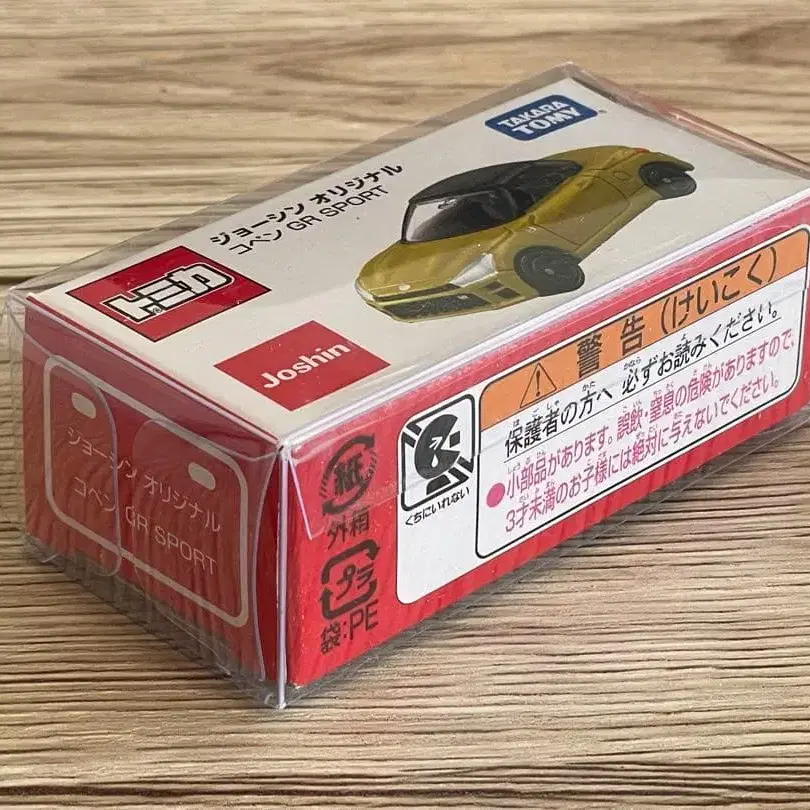 TAKARA
TOMY
ジョーシン オリジナル
コペン GR SPORT
トミカ
Joshin
警告(けいこく)
保護者の方へ 必ずお読みください。
●小部品があります。誤飲・窒息の危険がありますので、
3才未満のお子様には絶対に与えないでください。
くちにいれない
紙
外箱
プラ
袋:PE
ジョーシン オリジナル
コペン GR SPORT